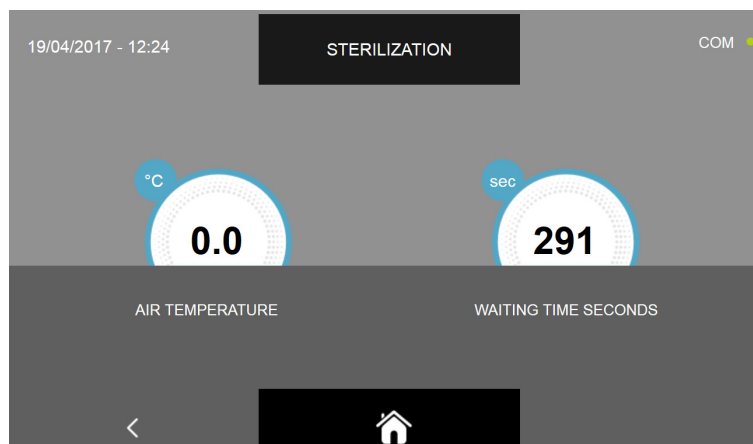 19/04/2017 - 12:24
STERILIZATION
COM
°C
sec
0.0
291
AIR TEMPERATURE
WAITING TIME SECONDS